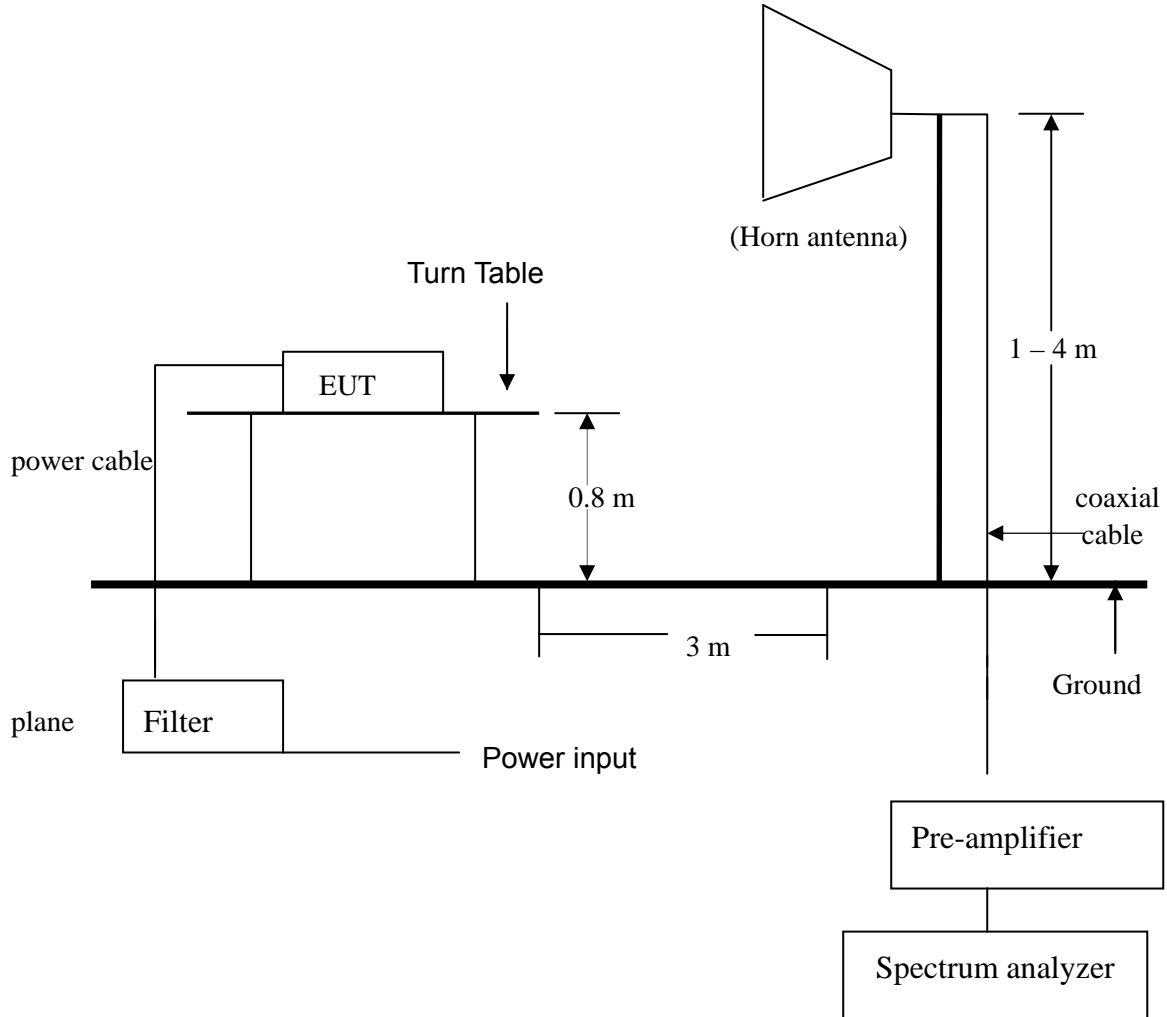 (Horn antenna)
Turn Table
1 – 4 m
EUT
power cable
0.8 m
coaxial
cable
3 m
Ground
plane
Filter
Power input
Pre-amplifier
Spectrum analyzer